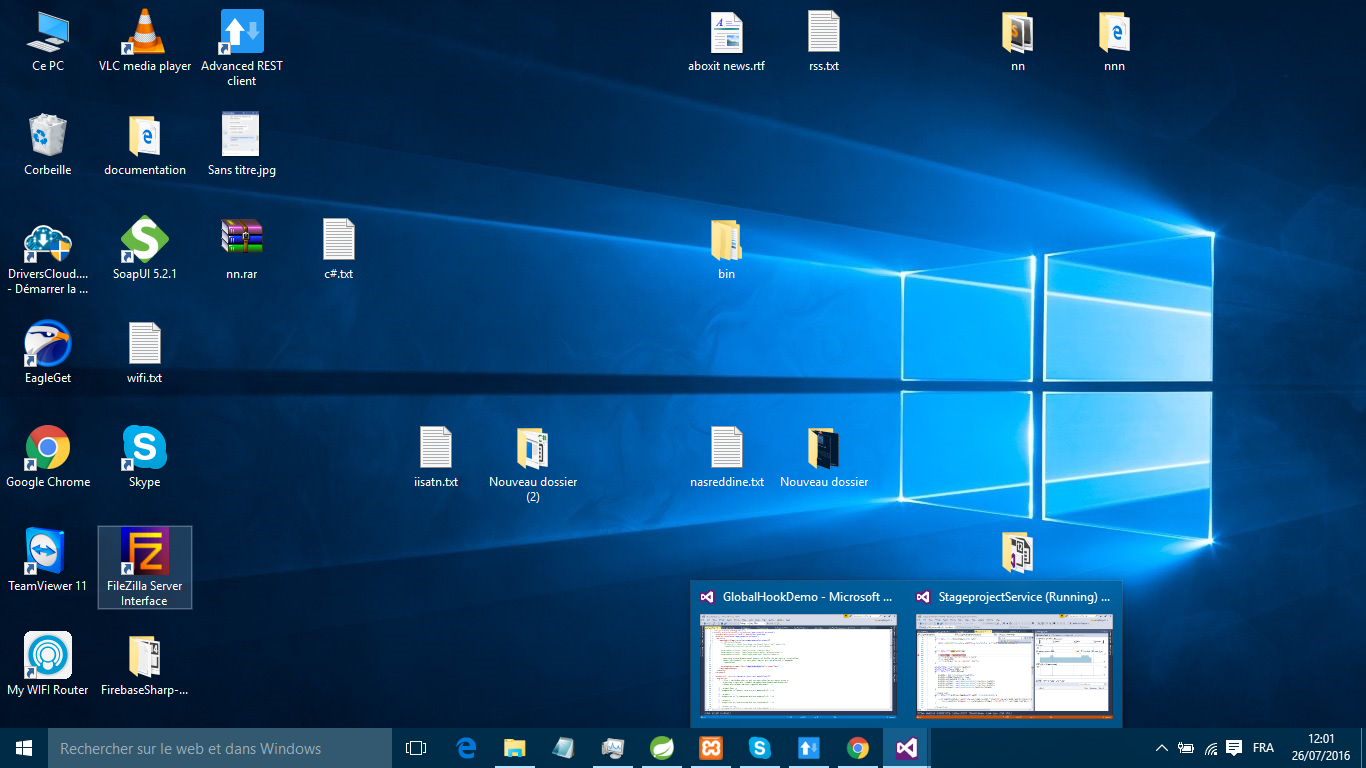 Ce PC
VLC media player
Advanced REST
client
aboxit news.rtf
rss.txt
nn
nnn
Corbeille
documentation
Sans titre.jpg
DriversCloud....
- Démarrer la ...
SoapUI 5.2.1
nn.rar
c#.txt
bin
EagleGet
wifi.txt
Google Chrome
Skype
iisatn.txt
Nouveau dossier
(2)
nasreddine.txt
Nouveau dossier
TeamViewer 11
FileZilla Server
Interface
My WIFI Router
FirebaseSharp-...
GlobalHookDemo - Microsoft ...
StageprojectService (Running) ...
Rechercher sur le web et dans Windows
FRA
12:01
26/07/2016